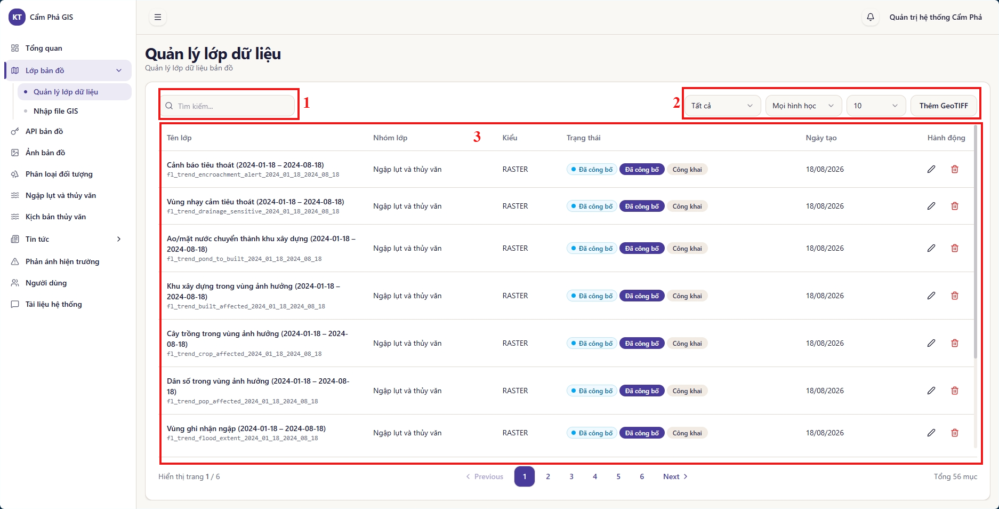 KT Cẩm Phả GIS
Quản trị hệ thống Cẩm Phả
Tổng quan
Lớp bản đồ
Quản lý lớp dữ liệu
Nhập file GIS
API bản đồ
Ảnh bản đồ
Phân loại đối tượng
Ngập lụt và thủy văn
Kịch bản thủy văn
Tin tức
Phản ánh hiện trường
Người dùng
Tài liệu hệ thống
Quản lý lớp dữ liệu
Quản lý lớp dữ liệu bản đồ
Tìm kiếm... 1 2 Tất cả Mọi hình học 10 Thêm GeoTIFF
Tên lớp Nhóm lớp 3 Kiểu Trạng thái Ngày tạo Hành động
Cảnh báo tiêu thoát (2024-01-18 – 2024-08-18)
fl_trend_encroachment_alert_2024_01_18_2024_08_18
Ngập lụt và thủy văn RASTER Đã công bố Đã công bố Công khai 18/08/2026
Vùng nhạy cảm tiêu thoát (2024-01-18 – 2024-08-18)
fl_trend_drainage_sensitive_2024_01_18_2024_08_18
Ngập lụt và thủy văn RASTER Đã công bố Đã công bố Công khai 18/08/2026
Ao/mặt nước chuyển thành khu xây dựng (2024-01-18 –
2024-08-18)
fl_trend_pond_to_built_2024_01_18_2024_08_18
Ngập lụt và thủy văn RASTER Đã công bố Đã công bố Công khai 18/08/2026
Khu xây dựng trong vùng ảnh hưởng (2024-01-18 –
2024-08-18)
fl_trend_built_affected_2024_01_18_2024_08_18
Ngập lụt và thủy văn RASTER Đã công bố Đã công bố Công khai 18/08/2026
Cây trồng trong vùng ảnh hưởng (2024-01-18 – 2024-
08-18)
fl_trend_crop_affected_2024_01_18_2024_08_18
Ngập lụt và thủy văn RASTER Đã công bố Đã công bố Công khai 18/08/2026
Dân số trong vùng ảnh hưởng (2024-01-18 – 2024-08-
18)
fl_trend_pop_affected_2024_01_18_2024_08_18
Ngập lụt và thủy văn RASTER Đã công bố Đã công bố Công khai 18/08/2026
Vùng ghi nhận ngập (2024-01-18 – 2024-08-18)
fl_trend_flood_extent_2024_01_18_2024_08_18
Ngập lụt và thủy văn RASTER Đã công bố Đã công bố Công khai 18/08/2026
Hiển thị trang 1 / 6 Previous 1 2 3 4 5 6 Next Tổng 56 mục